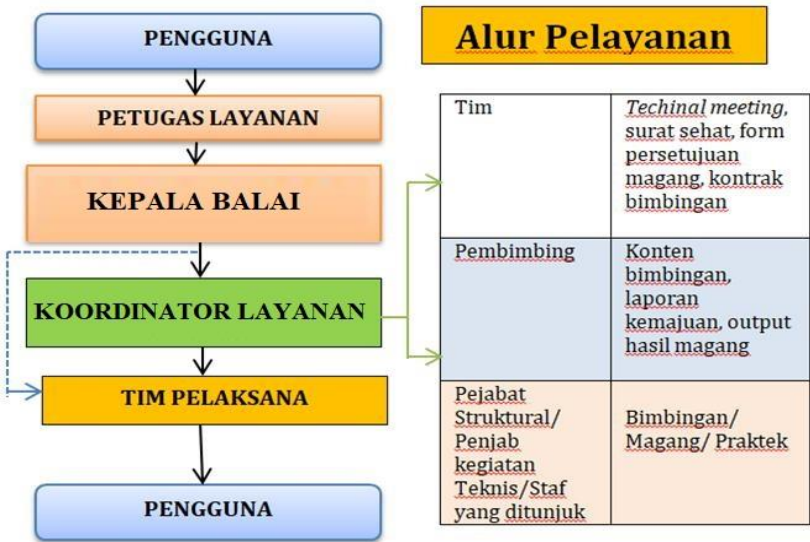 PENGGUNA
PETUGAS LAYANAN
KEPALA BALAI
KOORDINATOR LAYANAN
TIM PELAKSANA
PENGGUNA
Alur Pelayanan
Tim
Techinal meeting,
surat sehat, form
persetujuan
magang, kontrak
bimbingan
Pembimbing
Konten
bimbingan,
laporan
kemajuan, output
hasil magang
Pejabat
Struktural/
Penjab
kegiatan
Teknis/Staf
yang ditunjuk
Bimbingan/
Magang/ Praktek